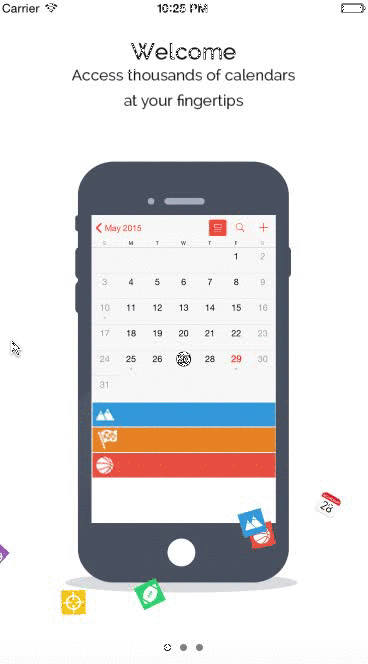 Carrier 10:25 PM
Welcome
Access thousands of calendars
at your fingertips
May 2015
S M T W T F S
1 2
3 4 5 6 7 8 9
10 11 12 13 14 15 16
17 18 19 20 21 22 23
24 25 26 28 29 30
31
28